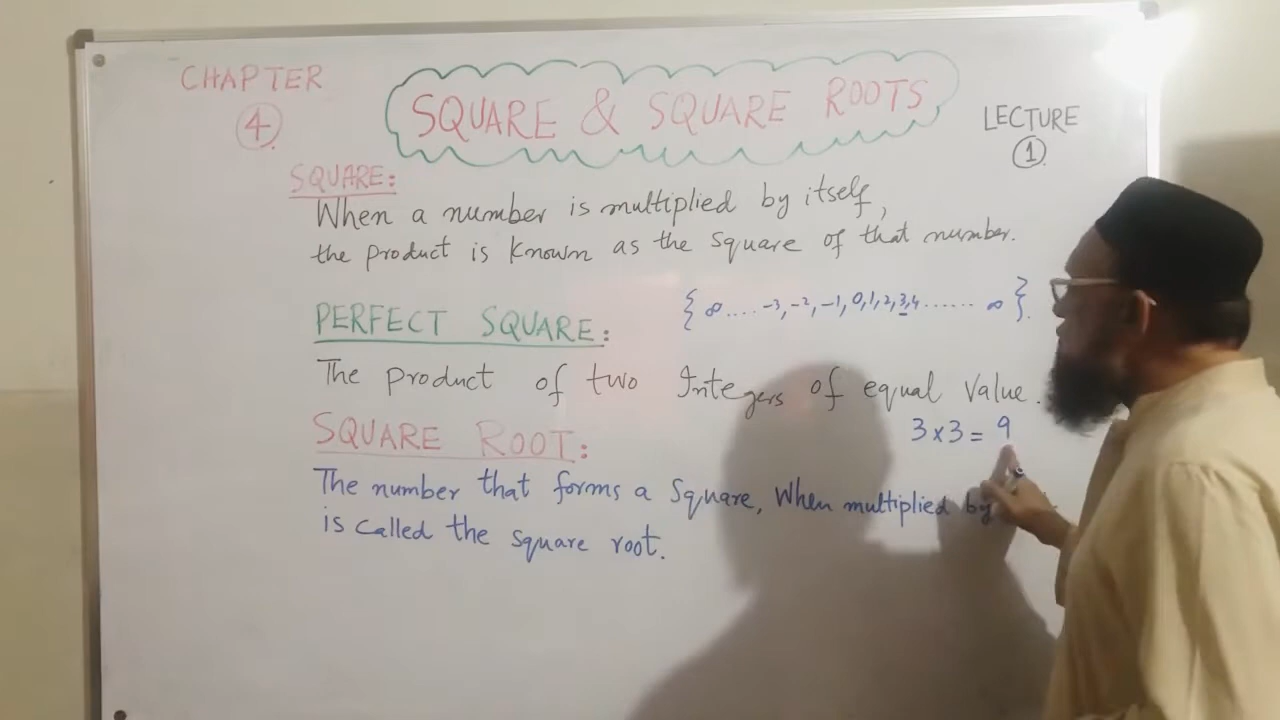 CHAPTER
4
SQUARE & SQUARE ROOTS
LECTURE
1
SQUARE:
When a number is multiplied by itself,
the product is known as the square of that number.
{ ∞....-3,-2,-1,0,1,2,3,4...... ∞ }.
PERFECT SQUARE:
The Product of two Integers of equal Value.
3x3=9
SQUARE ROOT:
The number that forms a Square, When multiplied by
is called the square root.